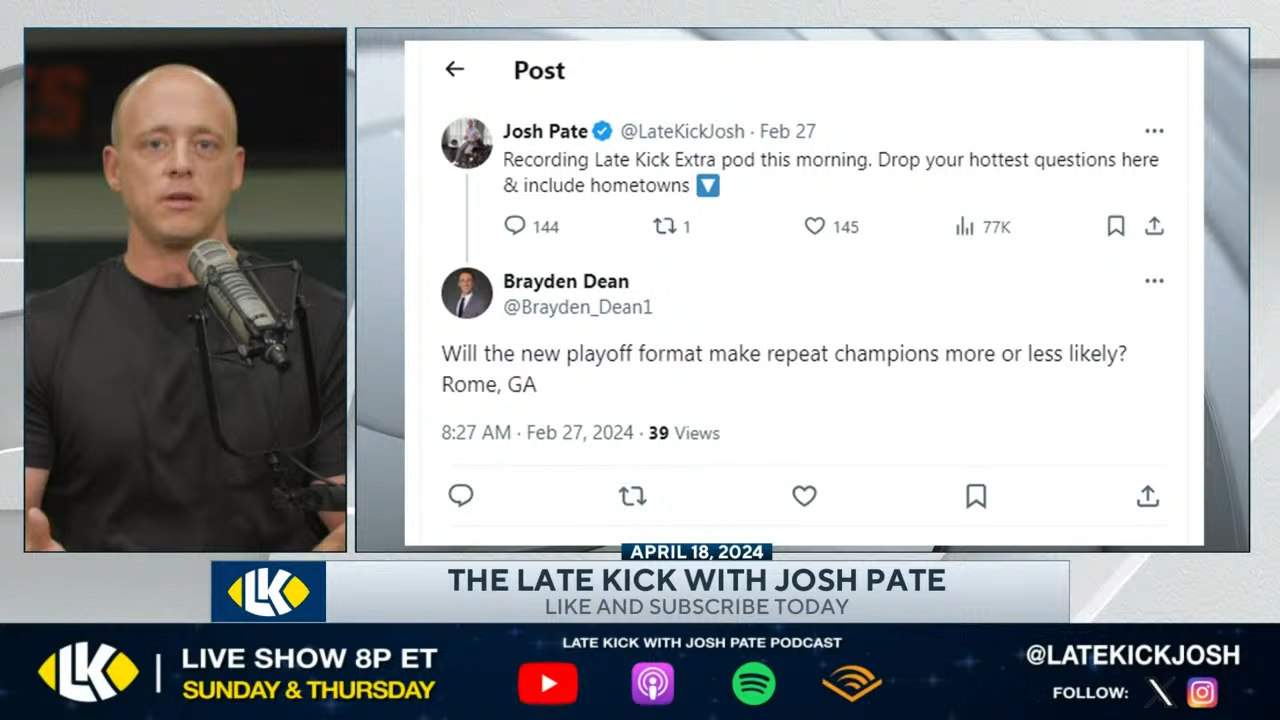 ES
Post
Josh Pate @LateKickJosh · Feb 27
Recording Late Kick Extra pod this morning. Drop your hottest questions here
& include hometowns
144 1 145 77K
Brayden Dean
@Brayden_Dean1
Will the new playoff format make repeat champions more or less likely?
Rome, GA
8:27 AM · Feb 27, 2024 · 39 Views
APRIL 18, 2024
LK
THE LATE KICK WITH JOSH PATE
LIKE AND SUBSCRIBE TODAY
LK
LIVE SHOW 8P ET
SUNDAY & THURSDAY
LATE KICK WITH JOSH PATE PODCAST
@LATEKICKJOSH
FOLLOW: